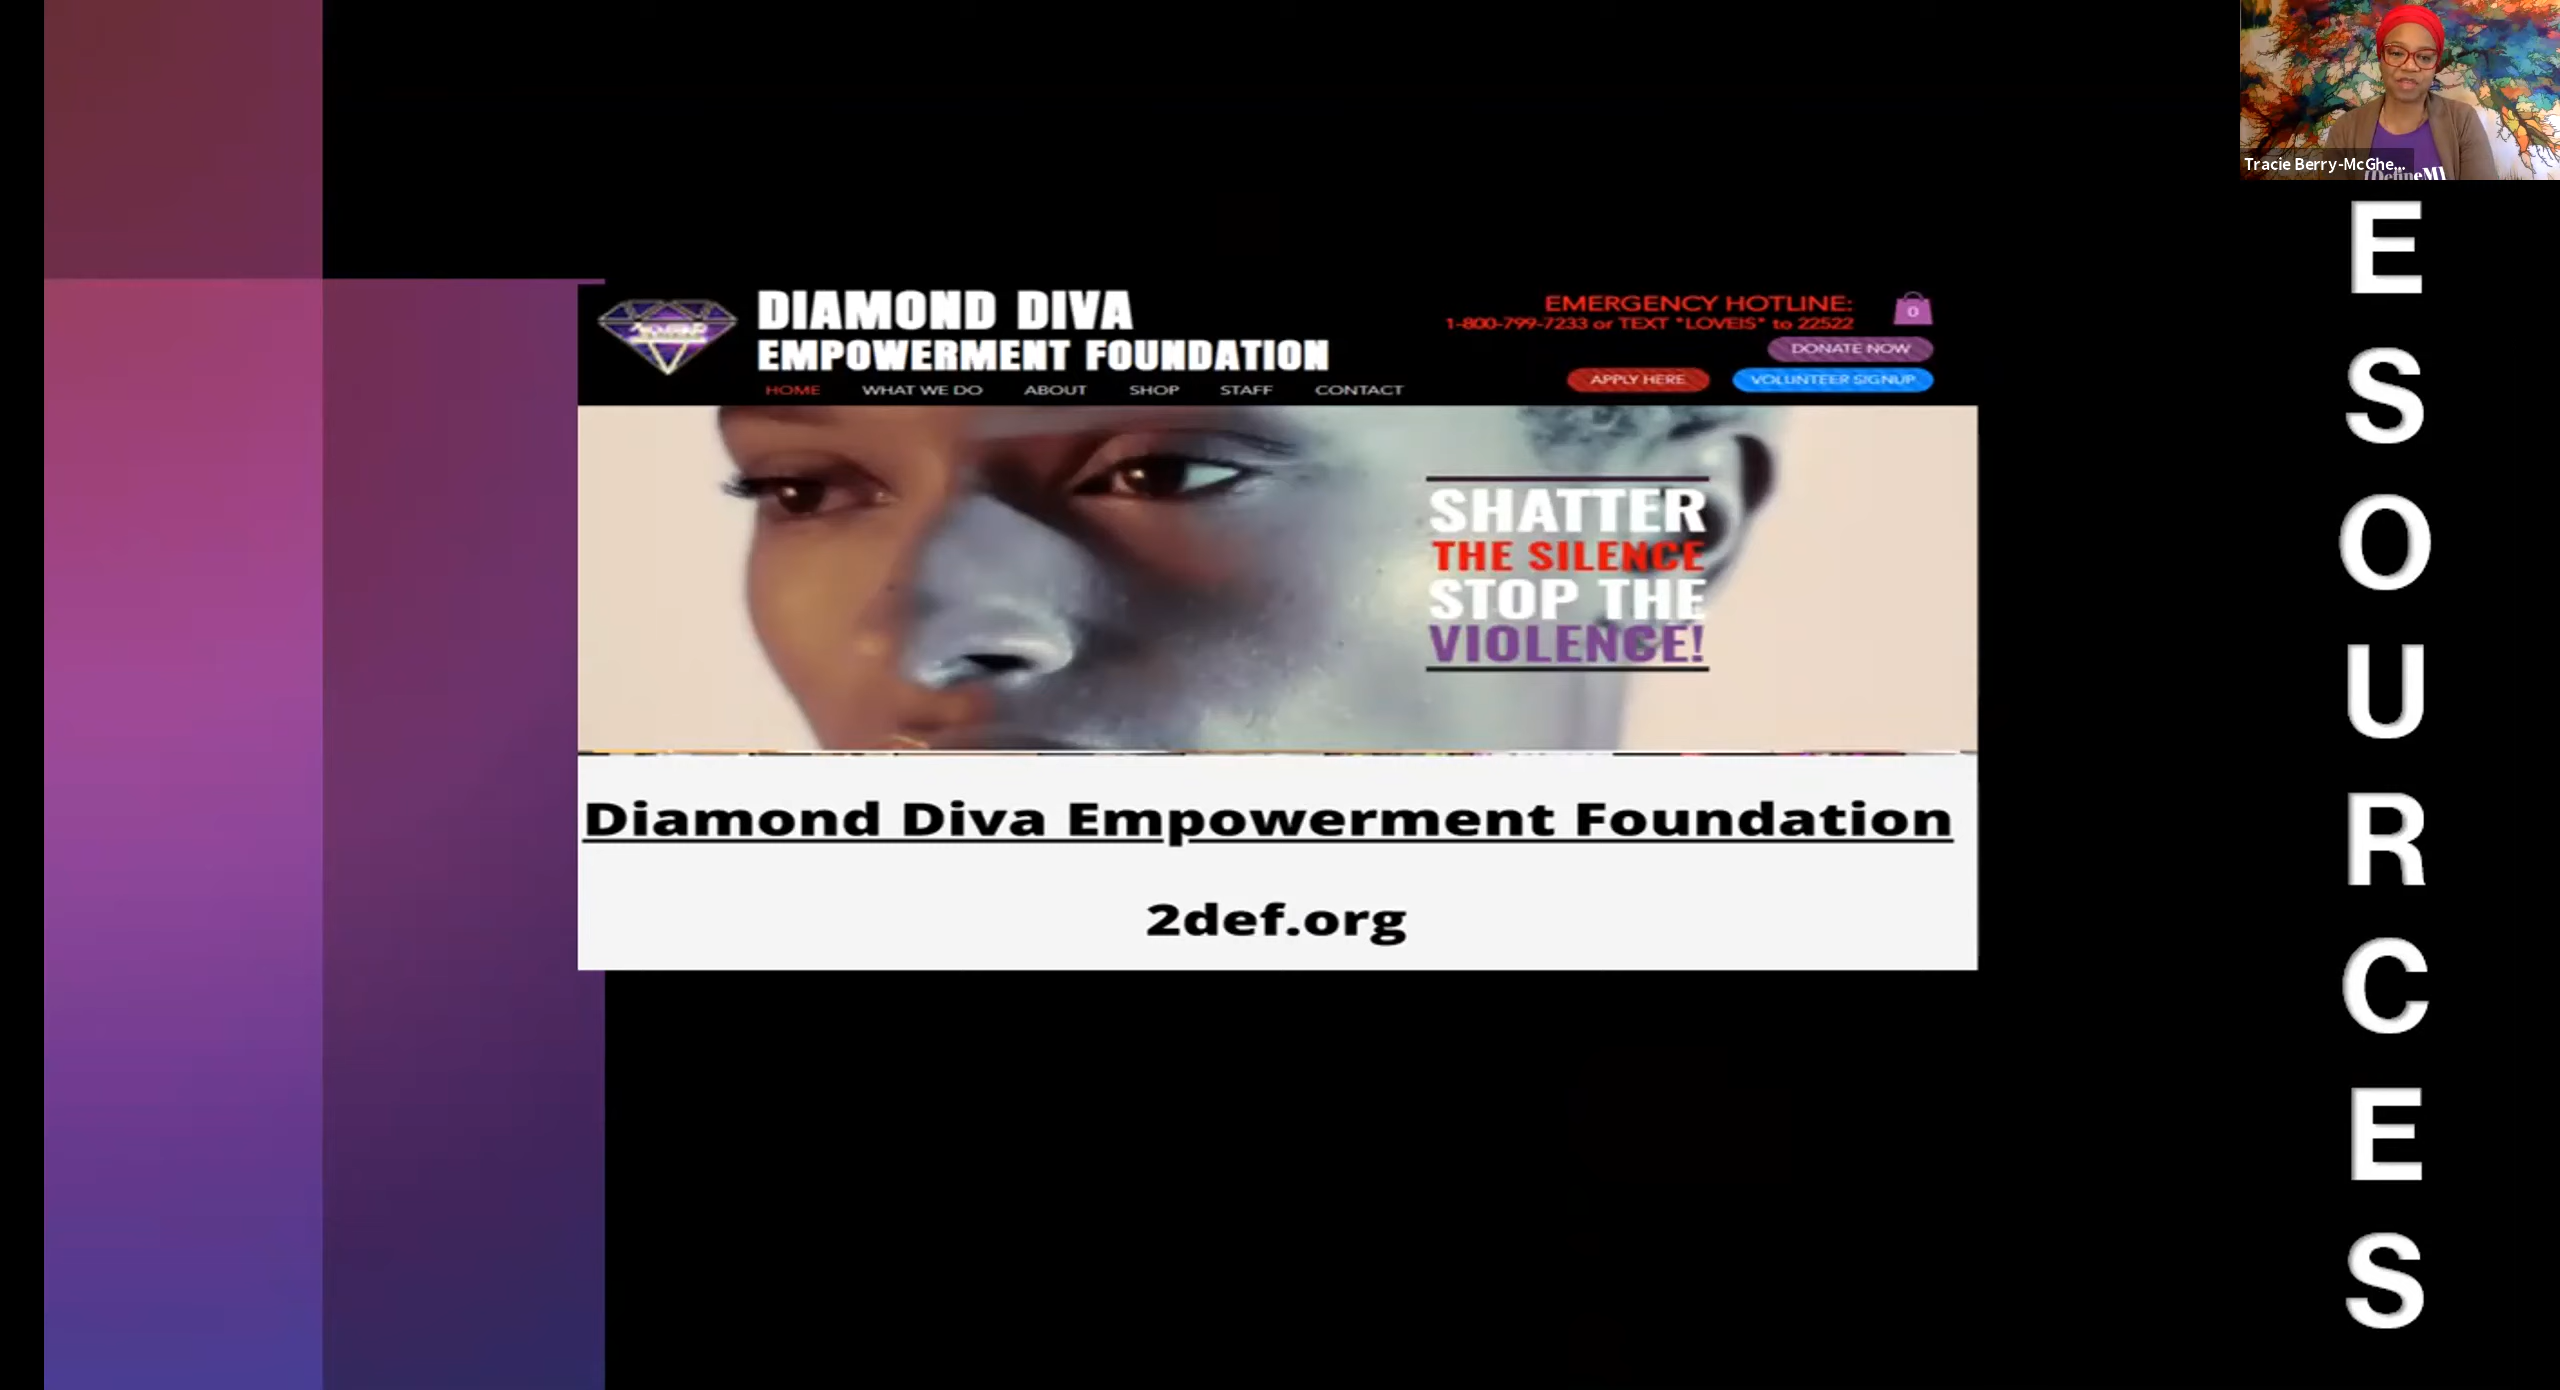 DIAMOND DIVA
EMPOWERMENT FOUNDATION
EMERGENCY HOTLINE:
1-800-799-7233 or TEXT "LOVEIS" to 22522
0
DONATE NOW
APPLY HERE
VOLUNTEER SIGNUP
HOME WHAT WE DO ABOUT SHOP STAFF CONTACT
SHATTER
THE SILENCE
STOP THE
VIOLENCE!
Diamond Diva Empowerment Foundation
2def.org
Tracie Berry-McGhe...
E
S
O
U
R
C
E
S